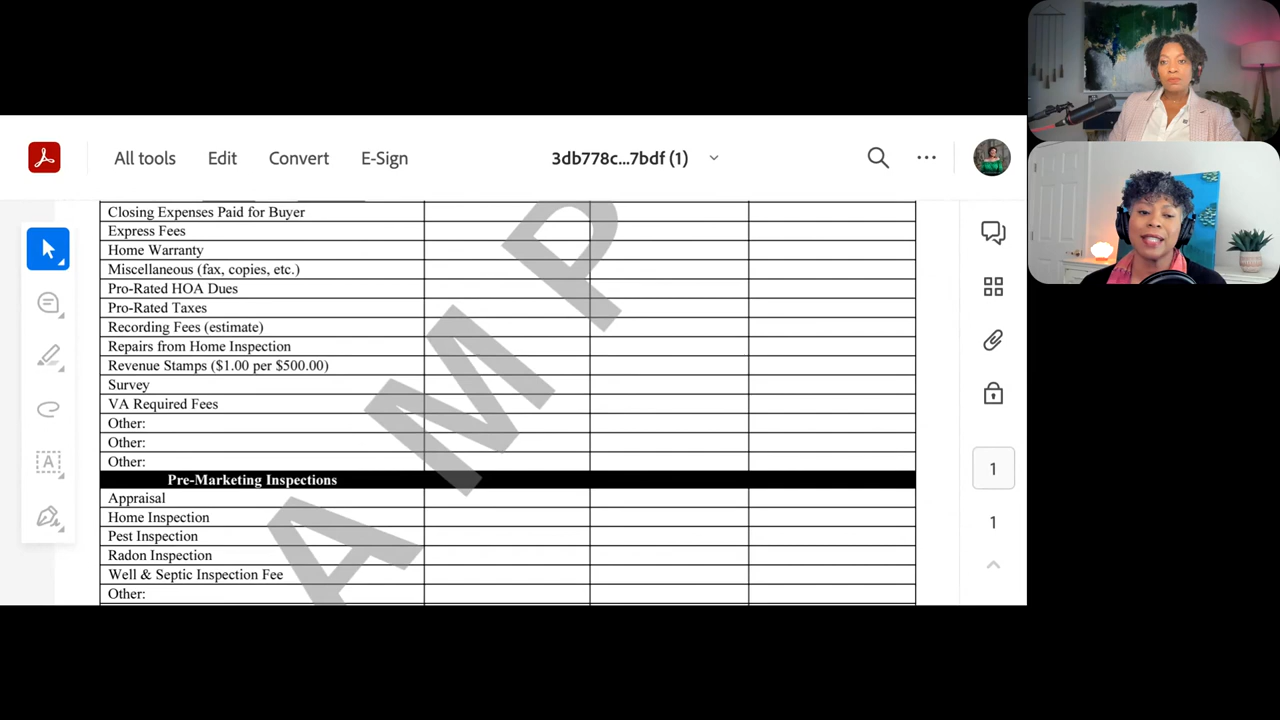 All tools Edit Convert E-Sign 3db778c...7bdf (1)
Closing Expenses Paid for Buyer
Express Fees
Home Warranty
Miscellaneous (fax, copies, etc.)
Pro-Rated HOA Dues
Pro-Rated Taxes
Recording Fees (estimate)
Repairs from Home Inspection
Revenue Stamps ($1.00 per $500.00)
Survey
VA Required Fees
Other:
Other:
Other:
Pre-Marketing Inspections
Appraisal
Home Inspection
Pest Inspection
Radon Inspection
Well & Septic Inspection Fee
Other:
AMP
1
1